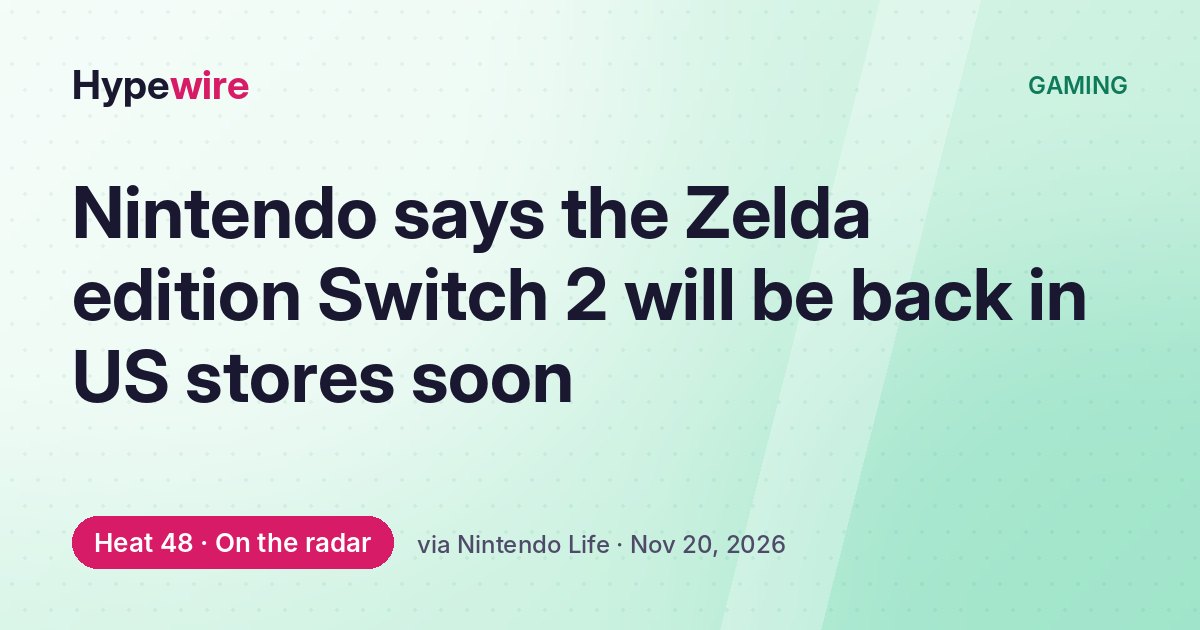 Hypewire
GAMING
Nintendo says the Zelda
edition Switch 2 will be back in
US stores soon
Heat 48 · On the radar
via Nintendo Life · Nov 20, 2026